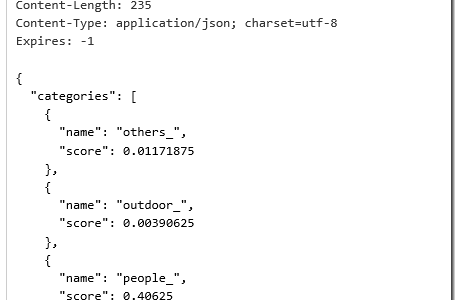 Content-Length: 235
Content-Type: application/json; charset=utf-8
Expires: -1
{
"categories": [
{
"name": "others_",
"score": 0.01171875
},
{
"name": "outdoor_",
"score": 0.00390625
},
{
"name": "people_",
"score": 0.40625